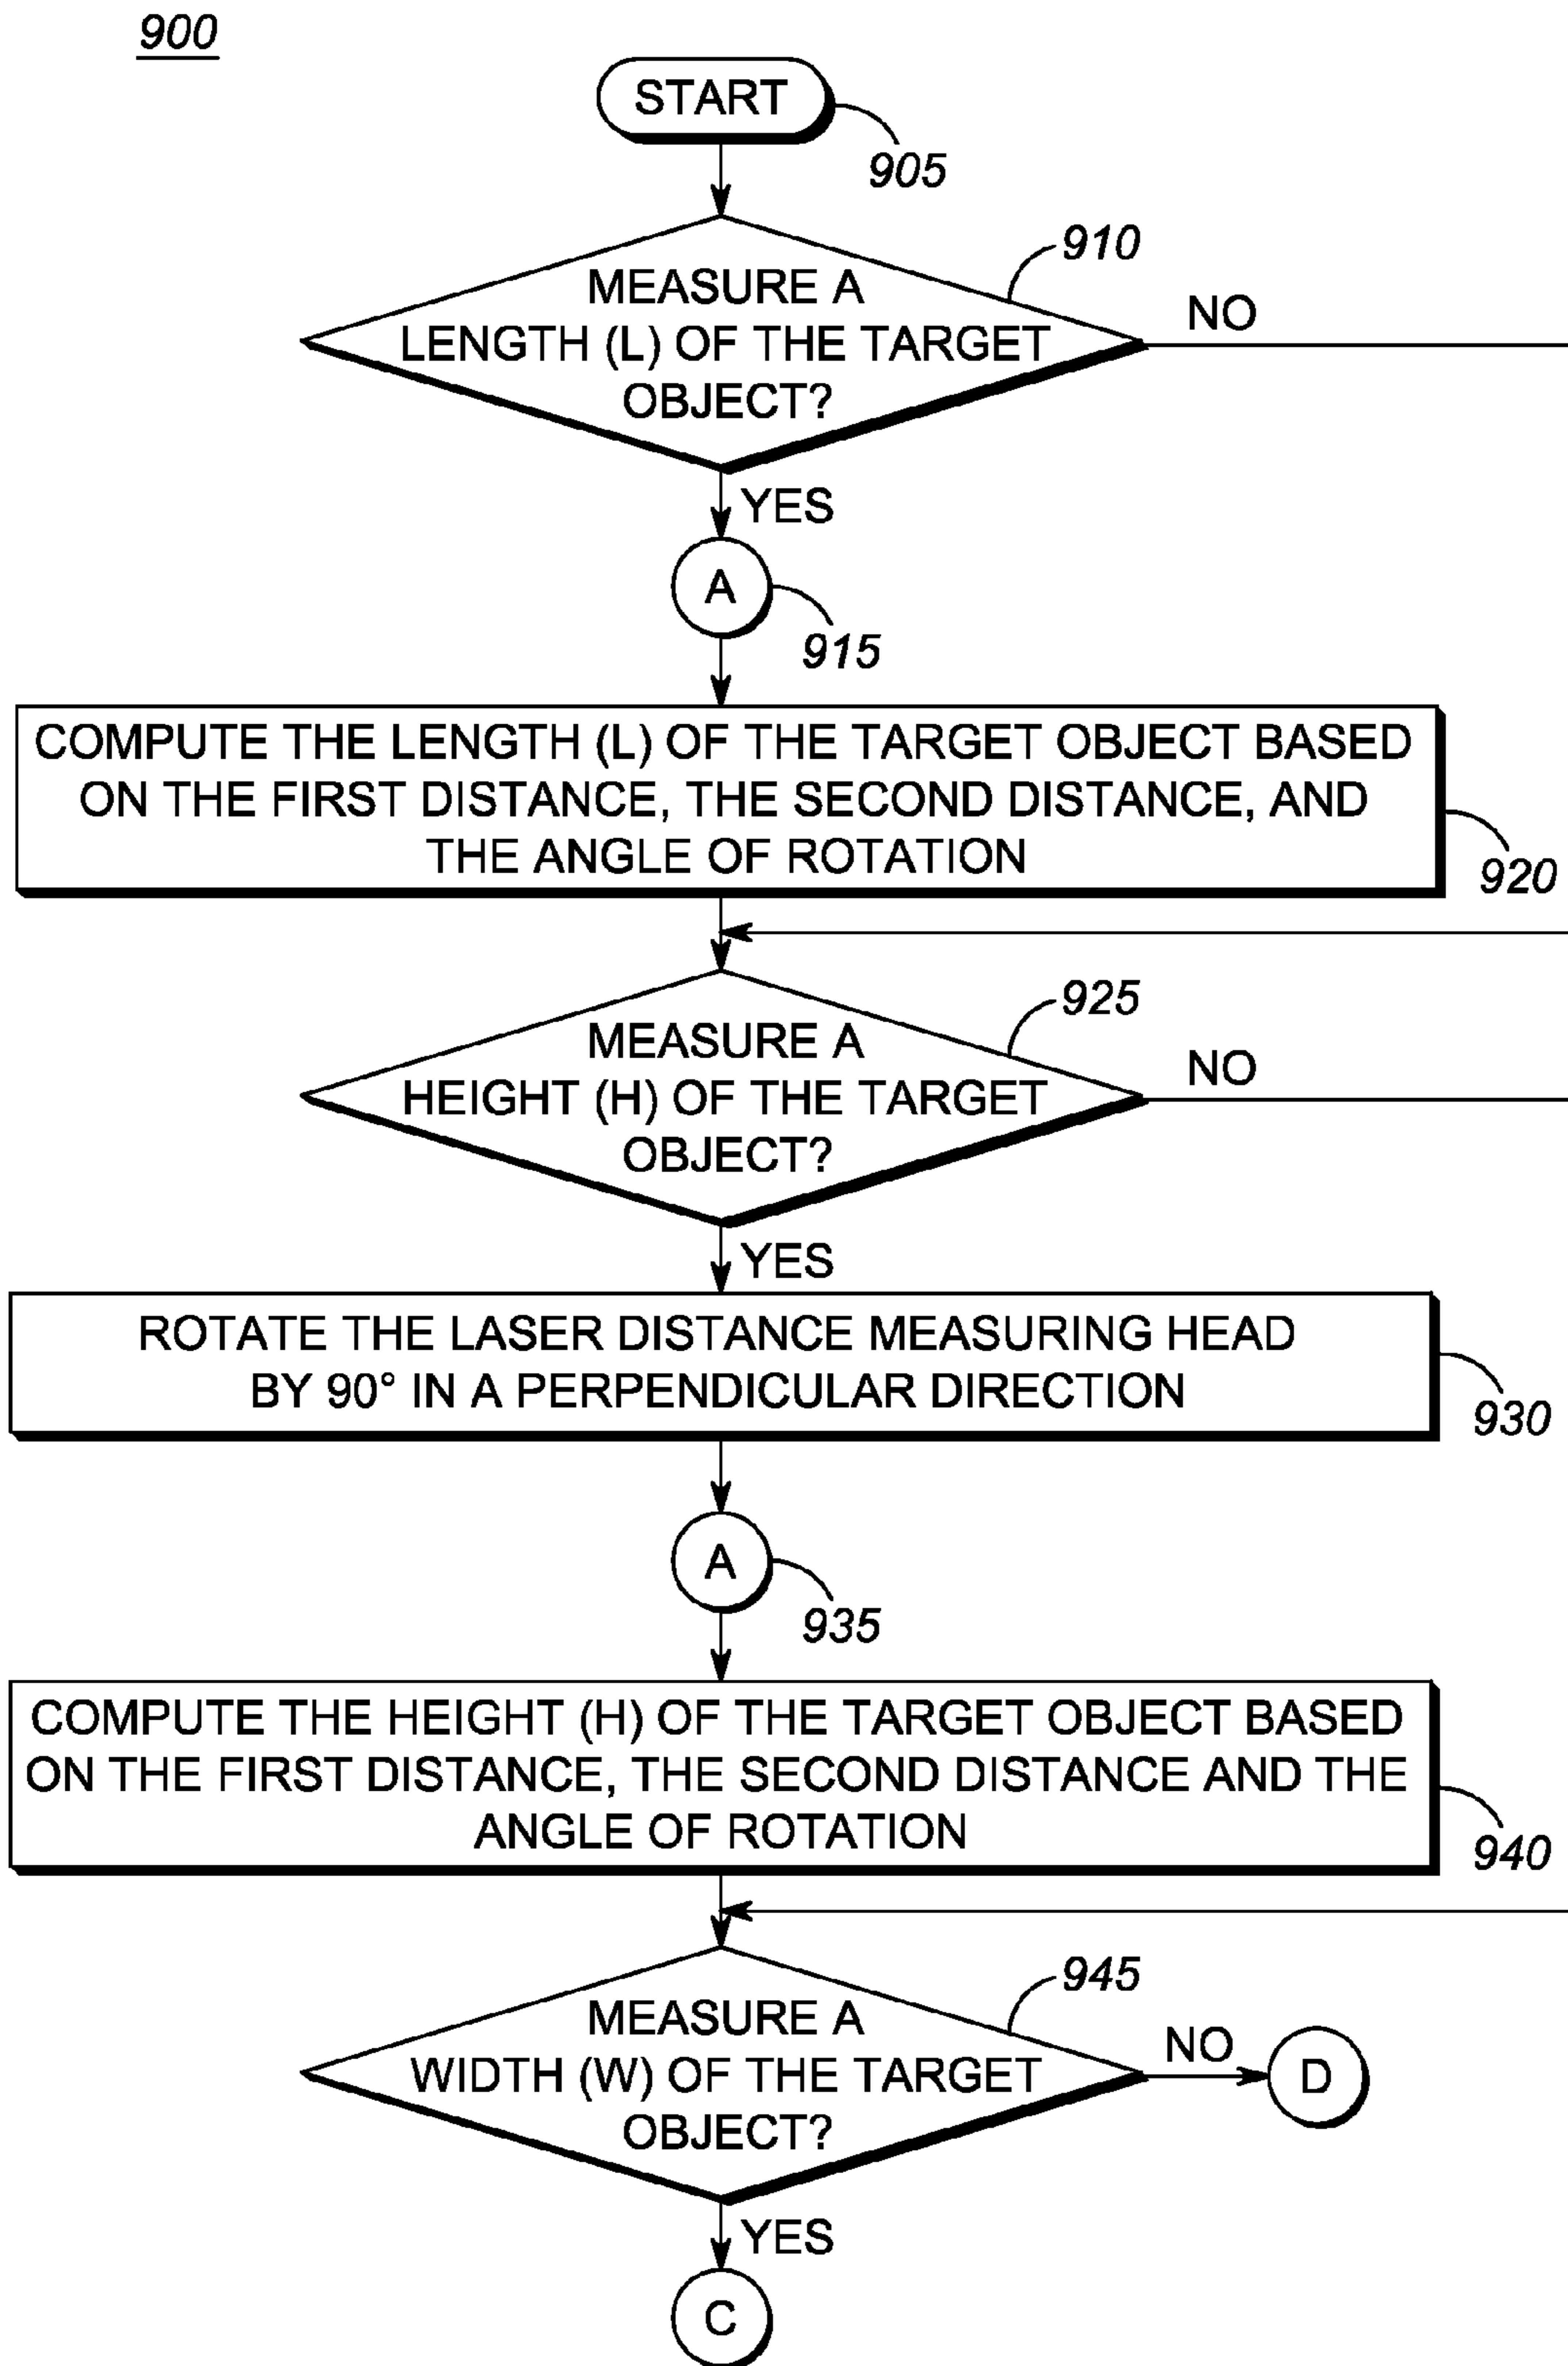 900
START
905
910
MEASURE A
LENGTH (L) OF THE TARGET
OBJECT?
NO
YES
A
915
COMPUTE THE LENGTH (L) OF THE TARGET OBJECT BASED
ON THE FIRST DISTANCE, THE SECOND DISTANCE, AND
THE ANGLE OF ROTATION
920
925
MEASURE A
HEIGHT (H) OF THE TARGET
OBJECT?
NO
YES
ROTATE THE LASER DISTANCE MEASURING HEAD
BY 90° IN A PERPENDICULAR DIRECTION
930
A
935
COMPUTE THE HEIGHT (H) OF THE TARGET OBJECT BASED
ON THE FIRST DISTANCE, THE SECOND DISTANCE AND THE
ANGLE OF ROTATION
940
945
MEASURE A
WIDTH (W) OF THE TARGET
OBJECT?
NO
D
YES
C